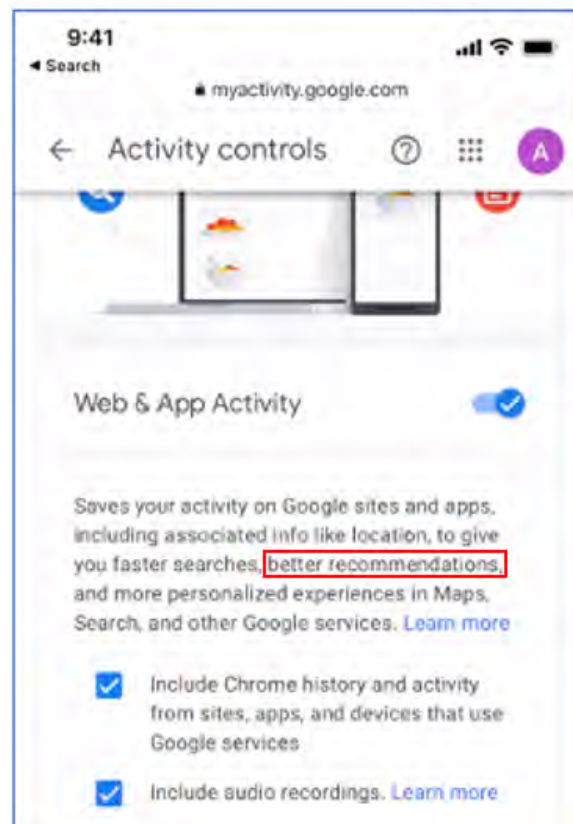 9:41
◄ Search
myactivity.google.com
← Activity controls
A
Web & App Activity
Saves your activity on Google sites and apps,
including associated info like location, to give
you faster searches, better recommendations,
and more personalized experiences in Maps,
Search, and other Google services. Learn more
Include Chrome history and activity
from sites, apps, and devices that use
Google services
Include audio recordings. Learn more